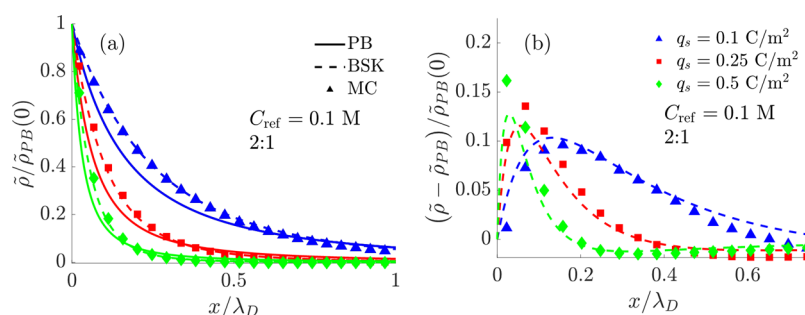 (a)
PB
BSK
MC
C_ref = 0.1 M
2:1
ρ̃/ρ̃_PB(0)
1
0.8
0.6
0.4
0.2
0
0
0.5
1
x/λ_D
(b)
q_s = 0.1 C/m²
q_s = 0.25 C/m²
q_s = 0.5 C/m²
C_ref = 0.1 M
2:1
(ρ̃ − ρ̃_PB)/ρ̃_PB(0)
0.2
0.15
0.1
0.05
0
0
0.2
0.4
0.6
x/λ_D